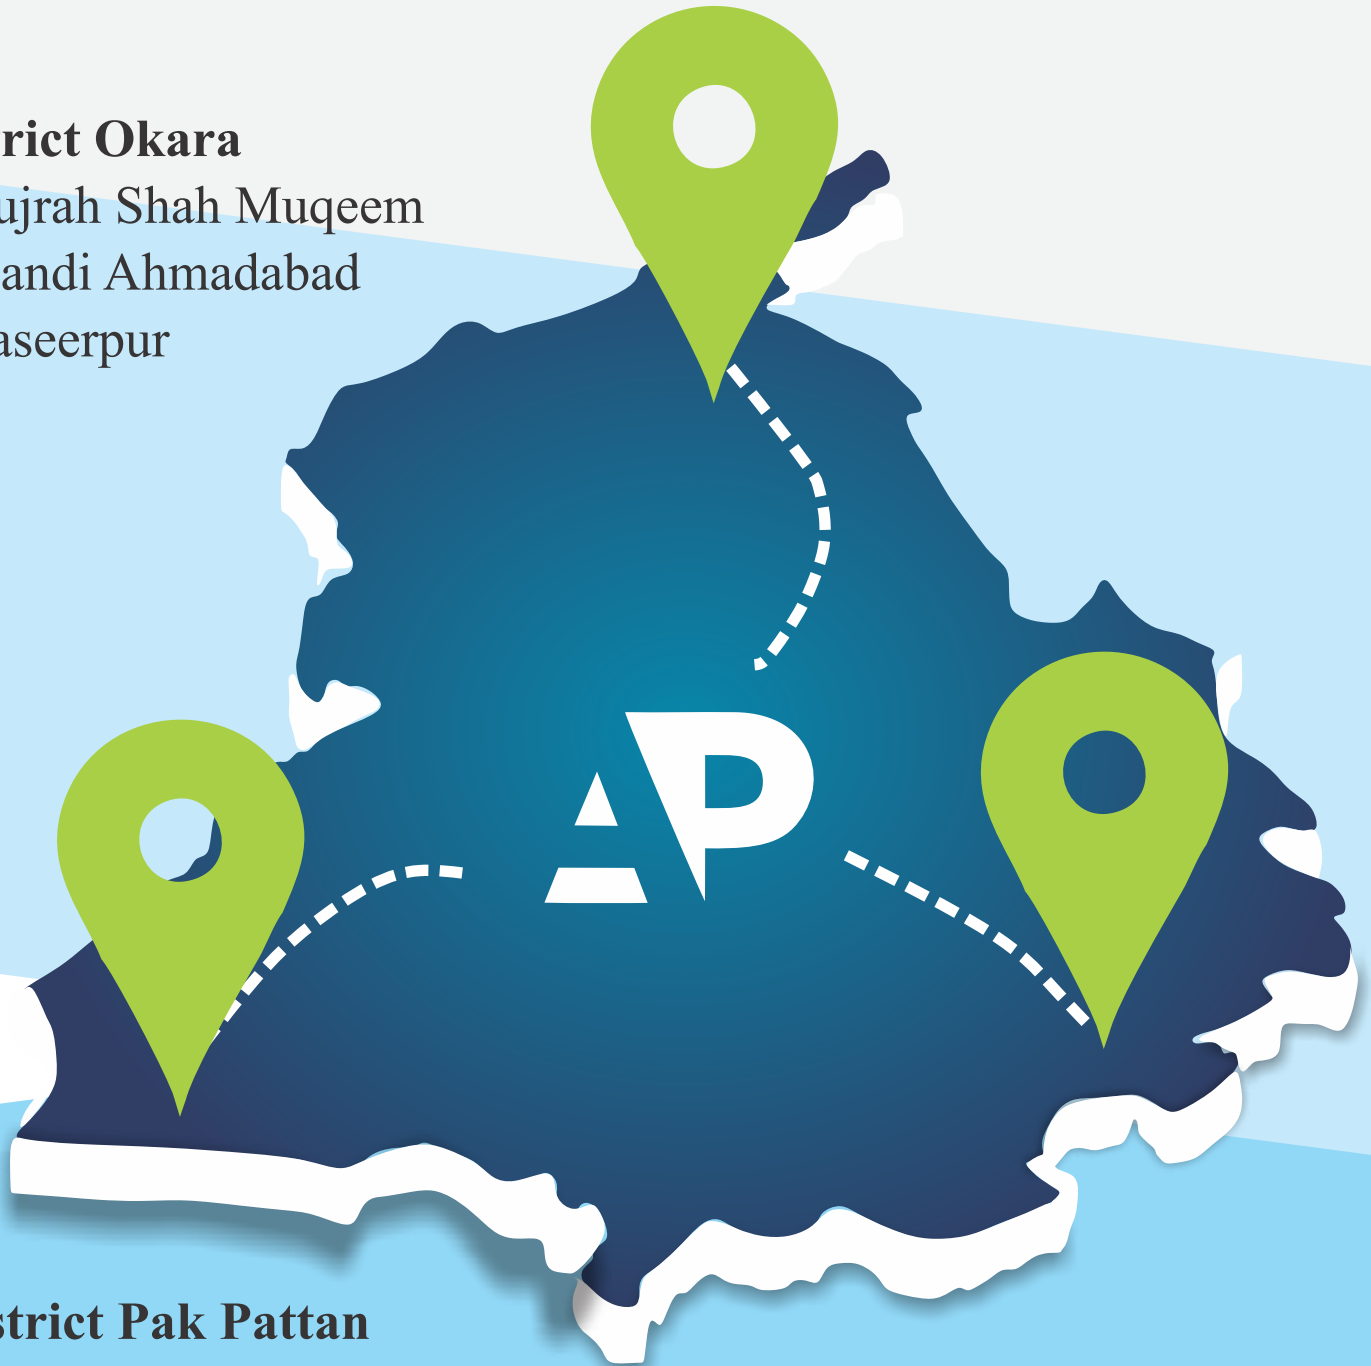 rict Okara
ujrah Shah Muqeem
andi Ahmadabad
aseerpur
AP
strict Pak Pattan